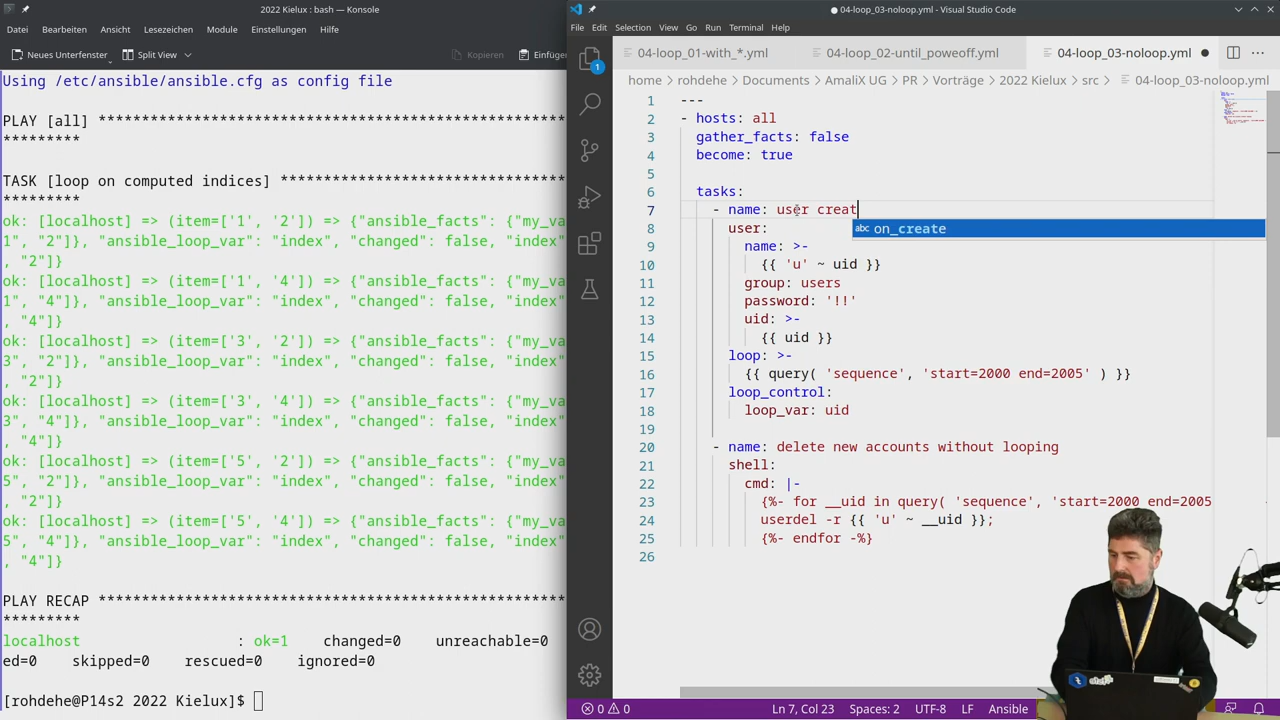 2022 Kielux : bash — Konsole
Datei Bearbeiten Ansicht Lesezeichen Module Einstellungen Hilfe
Neues Unterfenster Split View Kopieren Einfüger
Using /etc/ansible/ansible.cfg as config file
PLAY [all] **********************************************************
*********
TASK [loop on computed indices] ***********************************
*********
ok: [localhost] => (item=['1', '2']) => {"ansible_facts": {"my_va
1", "2"]}, "ansible_loop_var": "index", "changed": false, "index"
, "2"]}
ok: [localhost] => (item=['1', '4']) => {"ansible_facts": {"my_va
1", "4"]}, "ansible_loop_var": "index", "changed": false, "index"
, "4"]}
ok: [localhost] => (item=['3', '2']) => {"ansible_facts": {"my_va
3", "2"]}, "ansible_loop_var": "index", "changed": false, "index"
, "2"]}
ok: [localhost] => (item=['3', '4']) => {"ansible_facts": {"my_va
3", "4"]}, "ansible_loop_var": "index", "changed": false, "index"
, "4"]}
ok: [localhost] => (item=['5', '2']) => {"ansible_facts": {"my_va
5", "2"]}, "ansible_loop_var": "index", "changed": false, "index"
, "2"]}
ok: [localhost] => (item=['5', '4']) => {"ansible_facts": {"my_va
5", "4"]}, "ansible_loop_var": "index", "changed": false, "index"
, "4"]}
PLAY RECAP **********************************************************
*********
localhost : ok=1 changed=0 unreachable=0
ed=0 skipped=0 rescued=0 ignored=0
[rohdehe@P14s2 2022 Kielux]$
● 04-loop_03-noloop.yml - Visual Studio Code
File Edit Selection View Go Run Terminal Help
04-loop_01-with_*.yml 04-loop_02-until_poweroff.yml 04-loop_03-noloop.yml ●
home > rohdehe > Documents > AmaliX UG > PR > Vorträge > 2022 Kielux > src > 04-loop_03-noloop.yml
1 ---
2 - hosts: all
3 gather_facts: false
4 become: true
5
6 tasks:
7 - name: user creat
abc on_create
8 user:
9 name: >-
10 {{ 'u' ~ uid }}
11 group: users
12 password: '!!'
13 uid: >-
14 {{ uid }}
15 loop: >-
16 {{ query( 'sequence', 'start=2000 end=2005' ) }}
17 loop_control:
18 loop_var: uid
19
20 - name: delete new accounts without looping
21 shell:
22 cmd: |-
23 {%- for __uid in query( 'sequence', 'start=2000 end=2005
24 userdel -r {{ 'u' ~ __uid }};
25 {%- endfor -%}
26
1
0 0 Ln 7, Col 23 Spaces: 2 UTF-8 LF Ansible